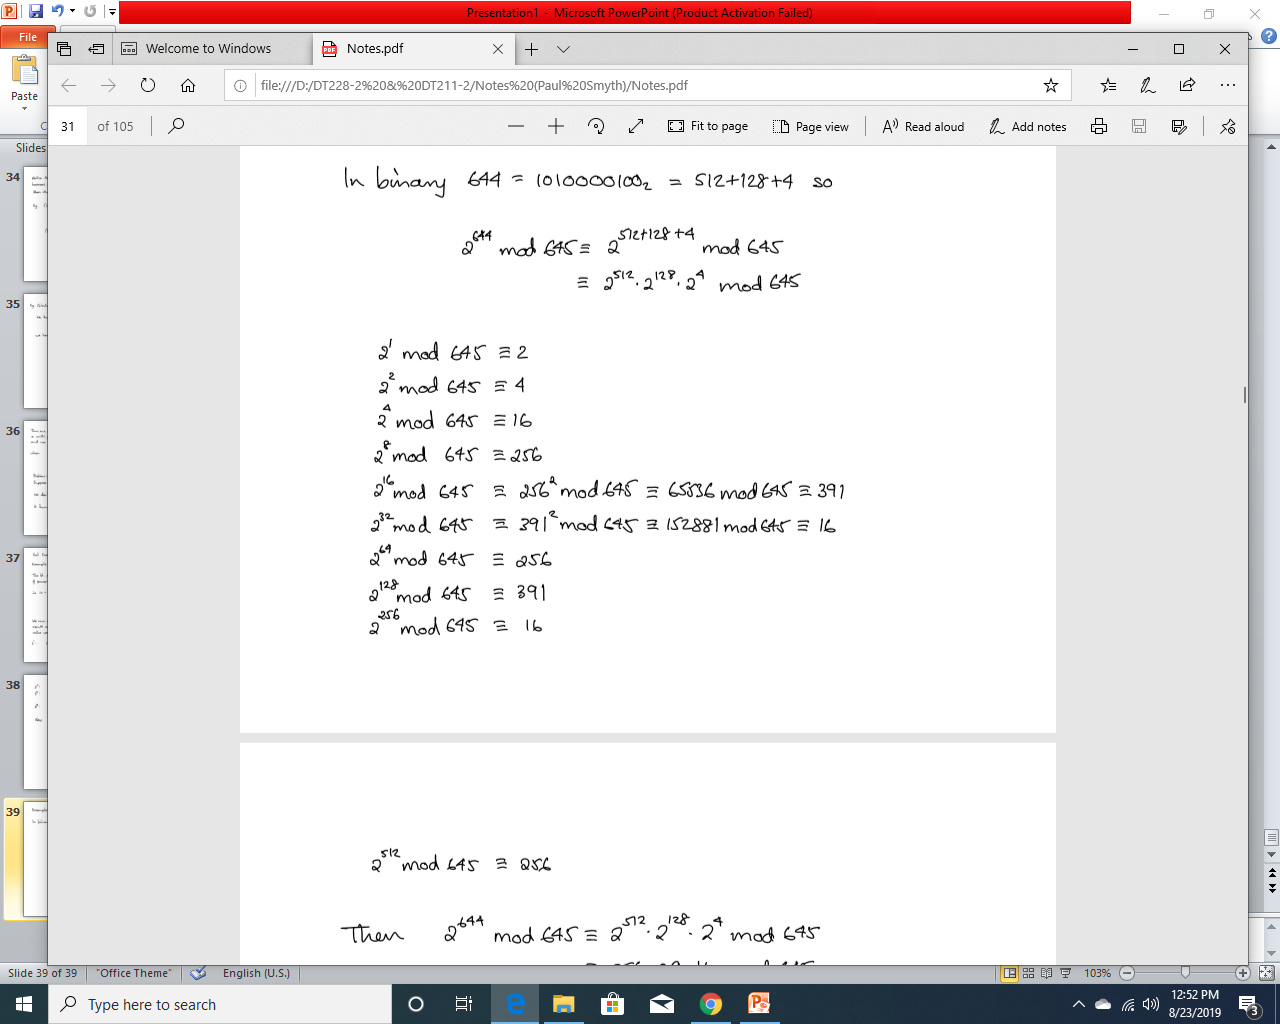 Presentation1 - Microsoft PowerPoint (Product Activation Failed)
File
Welcome to Windows
Notes.pdf
Paste
file:///D:/DT228-2%20&%20DT211-2/Notes%20(Paul%20Smyth)/Notes.pdf
31 of 105
Fit to page
Page view
Read aloud
Add notes
Slides
34
35
36
37
38
39
In binary 644 = 1010000100₂ = 512+128+4 so
2^644 mod 645 ≡ 2^512+128+4 mod 645
≡ 2^512 · 2^128 · 2^4 mod 645
2^1 mod 645 ≡ 2
2^2 mod 645 ≡ 4
2^4 mod 645 ≡ 16
2^8 mod 645 ≡ 256
2^16 mod 645 ≡ 256^2 mod 645 ≡ 65536 mod 645 ≡ 391
2^32 mod 645 ≡ 391^2 mod 645 ≡ 152881 mod 645 ≡ 16
2^64 mod 645 ≡ 256
2^128 mod 645 ≡ 391
2^256 mod 645 ≡ 16
2^512 mod 645 ≡ 256
Then 2^644 mod 645 ≡ 2^512 · 2^128 · 2^4 mod 645
Slide 39 of 39
"Office Theme"
English (U.S.)
103%
Type here to search
12:52 PM
8/23/2019
3